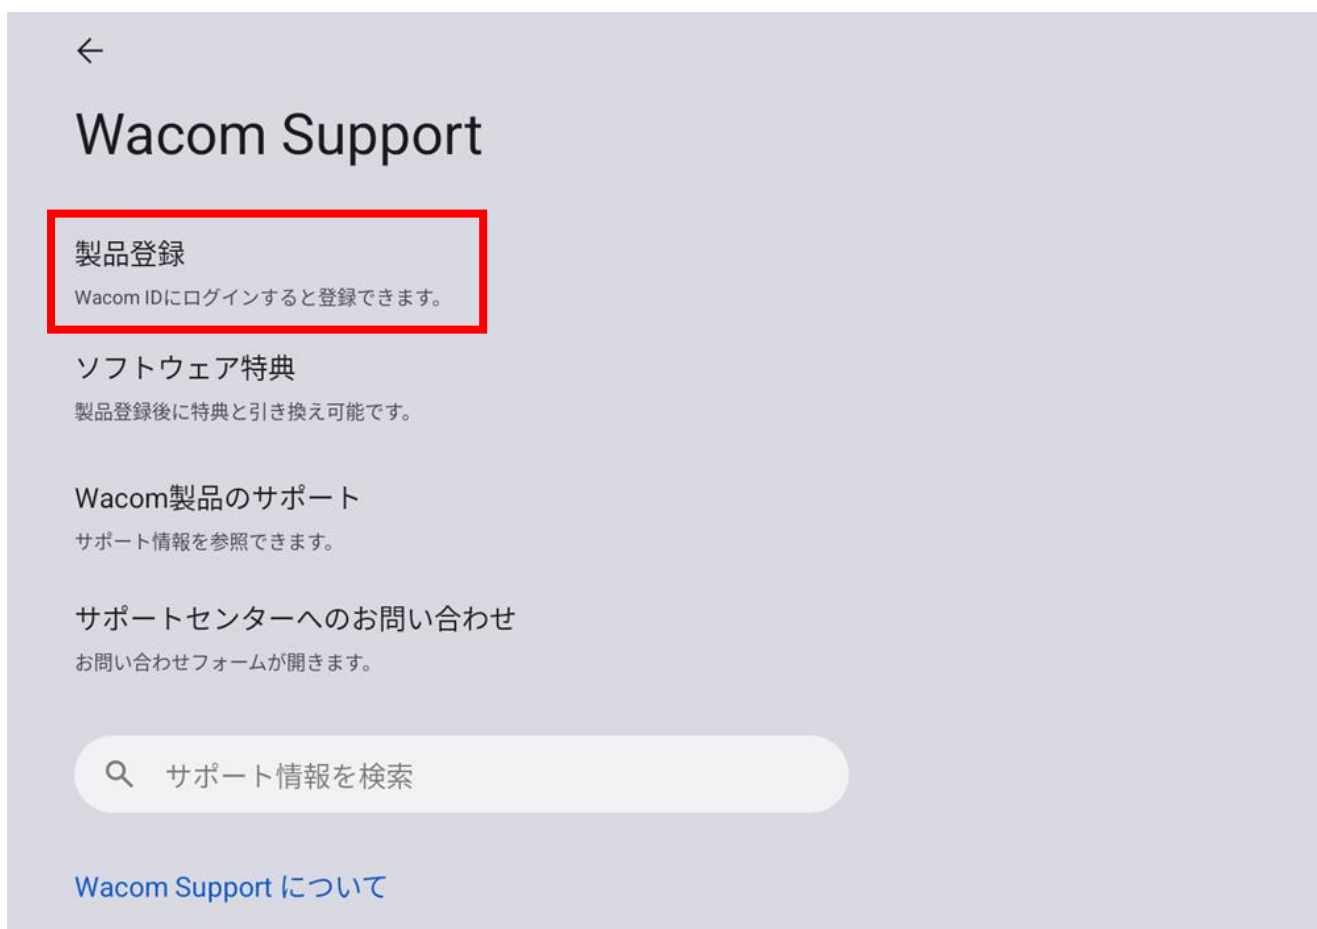 Wacom Support
製品登録
Wacom IDにログインすると登録できます。
ソフトウェア特典
製品登録後に特典と引き換え可能です。
Wacom製品のサポート
サポート情報を参照できます。
サポートセンターへのお問い合わせ
お問い合わせフォームが開きます。
サポート情報を検索
Wacom Support について